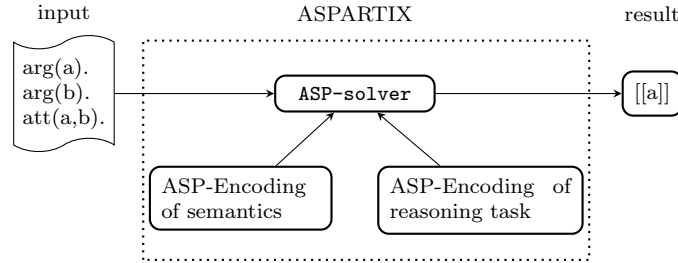 input
ASPARTIX
result
arg(a).
arg(b).
att(a,b).
ASP-solver
[[a]]
ASP-Encoding
of semantics
ASP-Encoding of
reasoning task